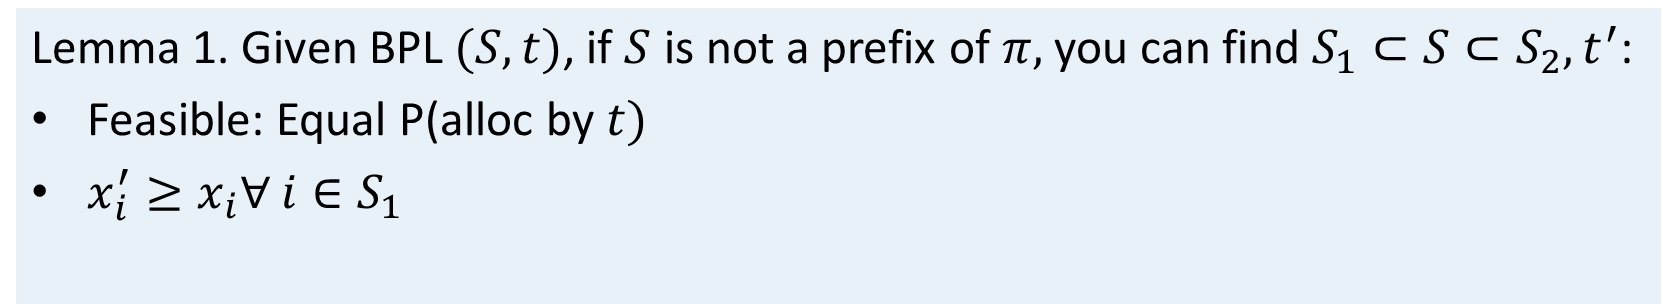 Lemma 1. Given BPL (𝑆, 𝑡), if 𝑆 is not a prefix of 𝜋, you can find 𝑆₁ ⊂ 𝑆 ⊂ 𝑆₂, 𝑡′:
• Feasible: Equal P(alloc by 𝑡)
• 𝑥ᵢ′ ≥ 𝑥ᵢ∀ 𝑖 ∈ 𝑆₁